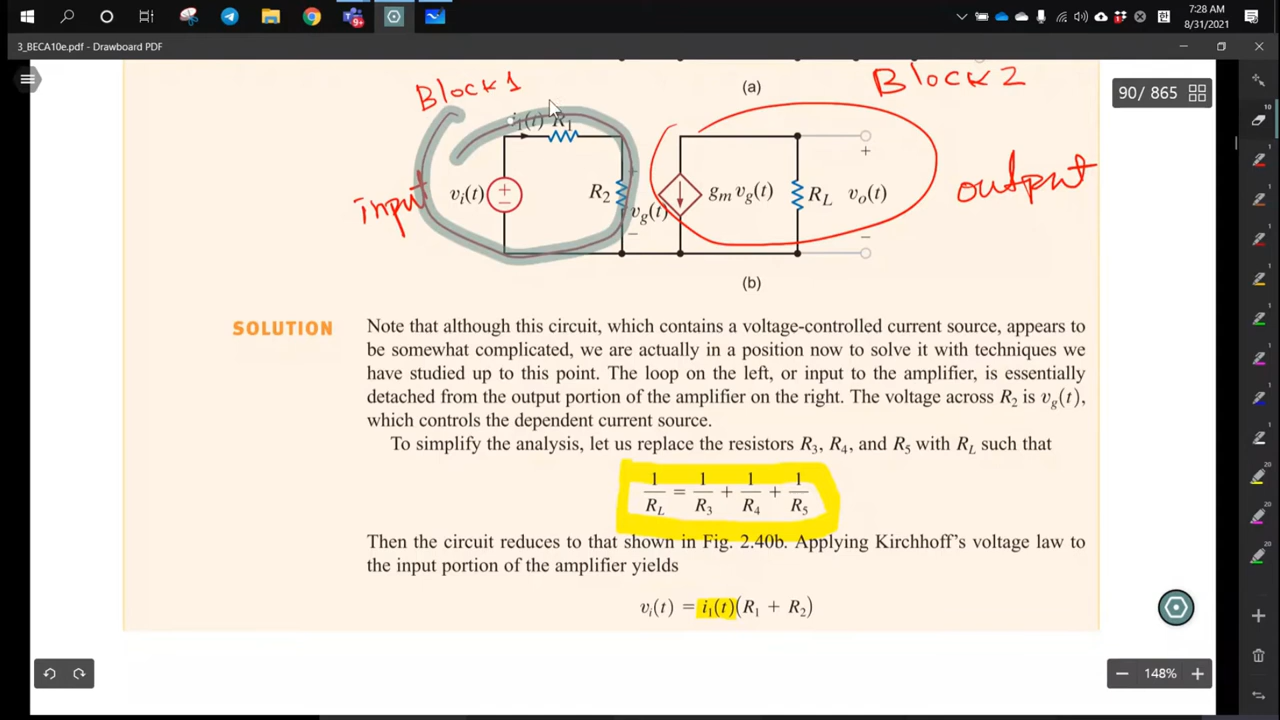 7:28 AM
8/31/2021
3_BECA10e.pdf - Drawboard PDF
90 / 865
Block1
Block 2
(a)
i1(t) R1
input
vi(t)
+
−
R2
+
vg(t)
−
gm vg(t)
RL
+
vo(t)
−
output
(b)
SOLUTION
Note that although this circuit, which contains a voltage-controlled current source, appears to
be somewhat complicated, we are actually in a position now to solve it with techniques we
have studied up to this point. The loop on the left, or input to the amplifier, is essentially
detached from the output portion of the amplifier on the right. The voltage across R2 is vg(t),
which controls the dependent current source.
To simplify the analysis, let us replace the resistors R3, R4, and R5 with RL such that
1/RL = 1/R3 + 1/R4 + 1/R5
Then the circuit reduces to that shown in Fig. 2.40b. Applying Kirchhoff’s voltage law to
the input portion of the amplifier yields
vi(t) = i1(t)(R1 + R2)
148%